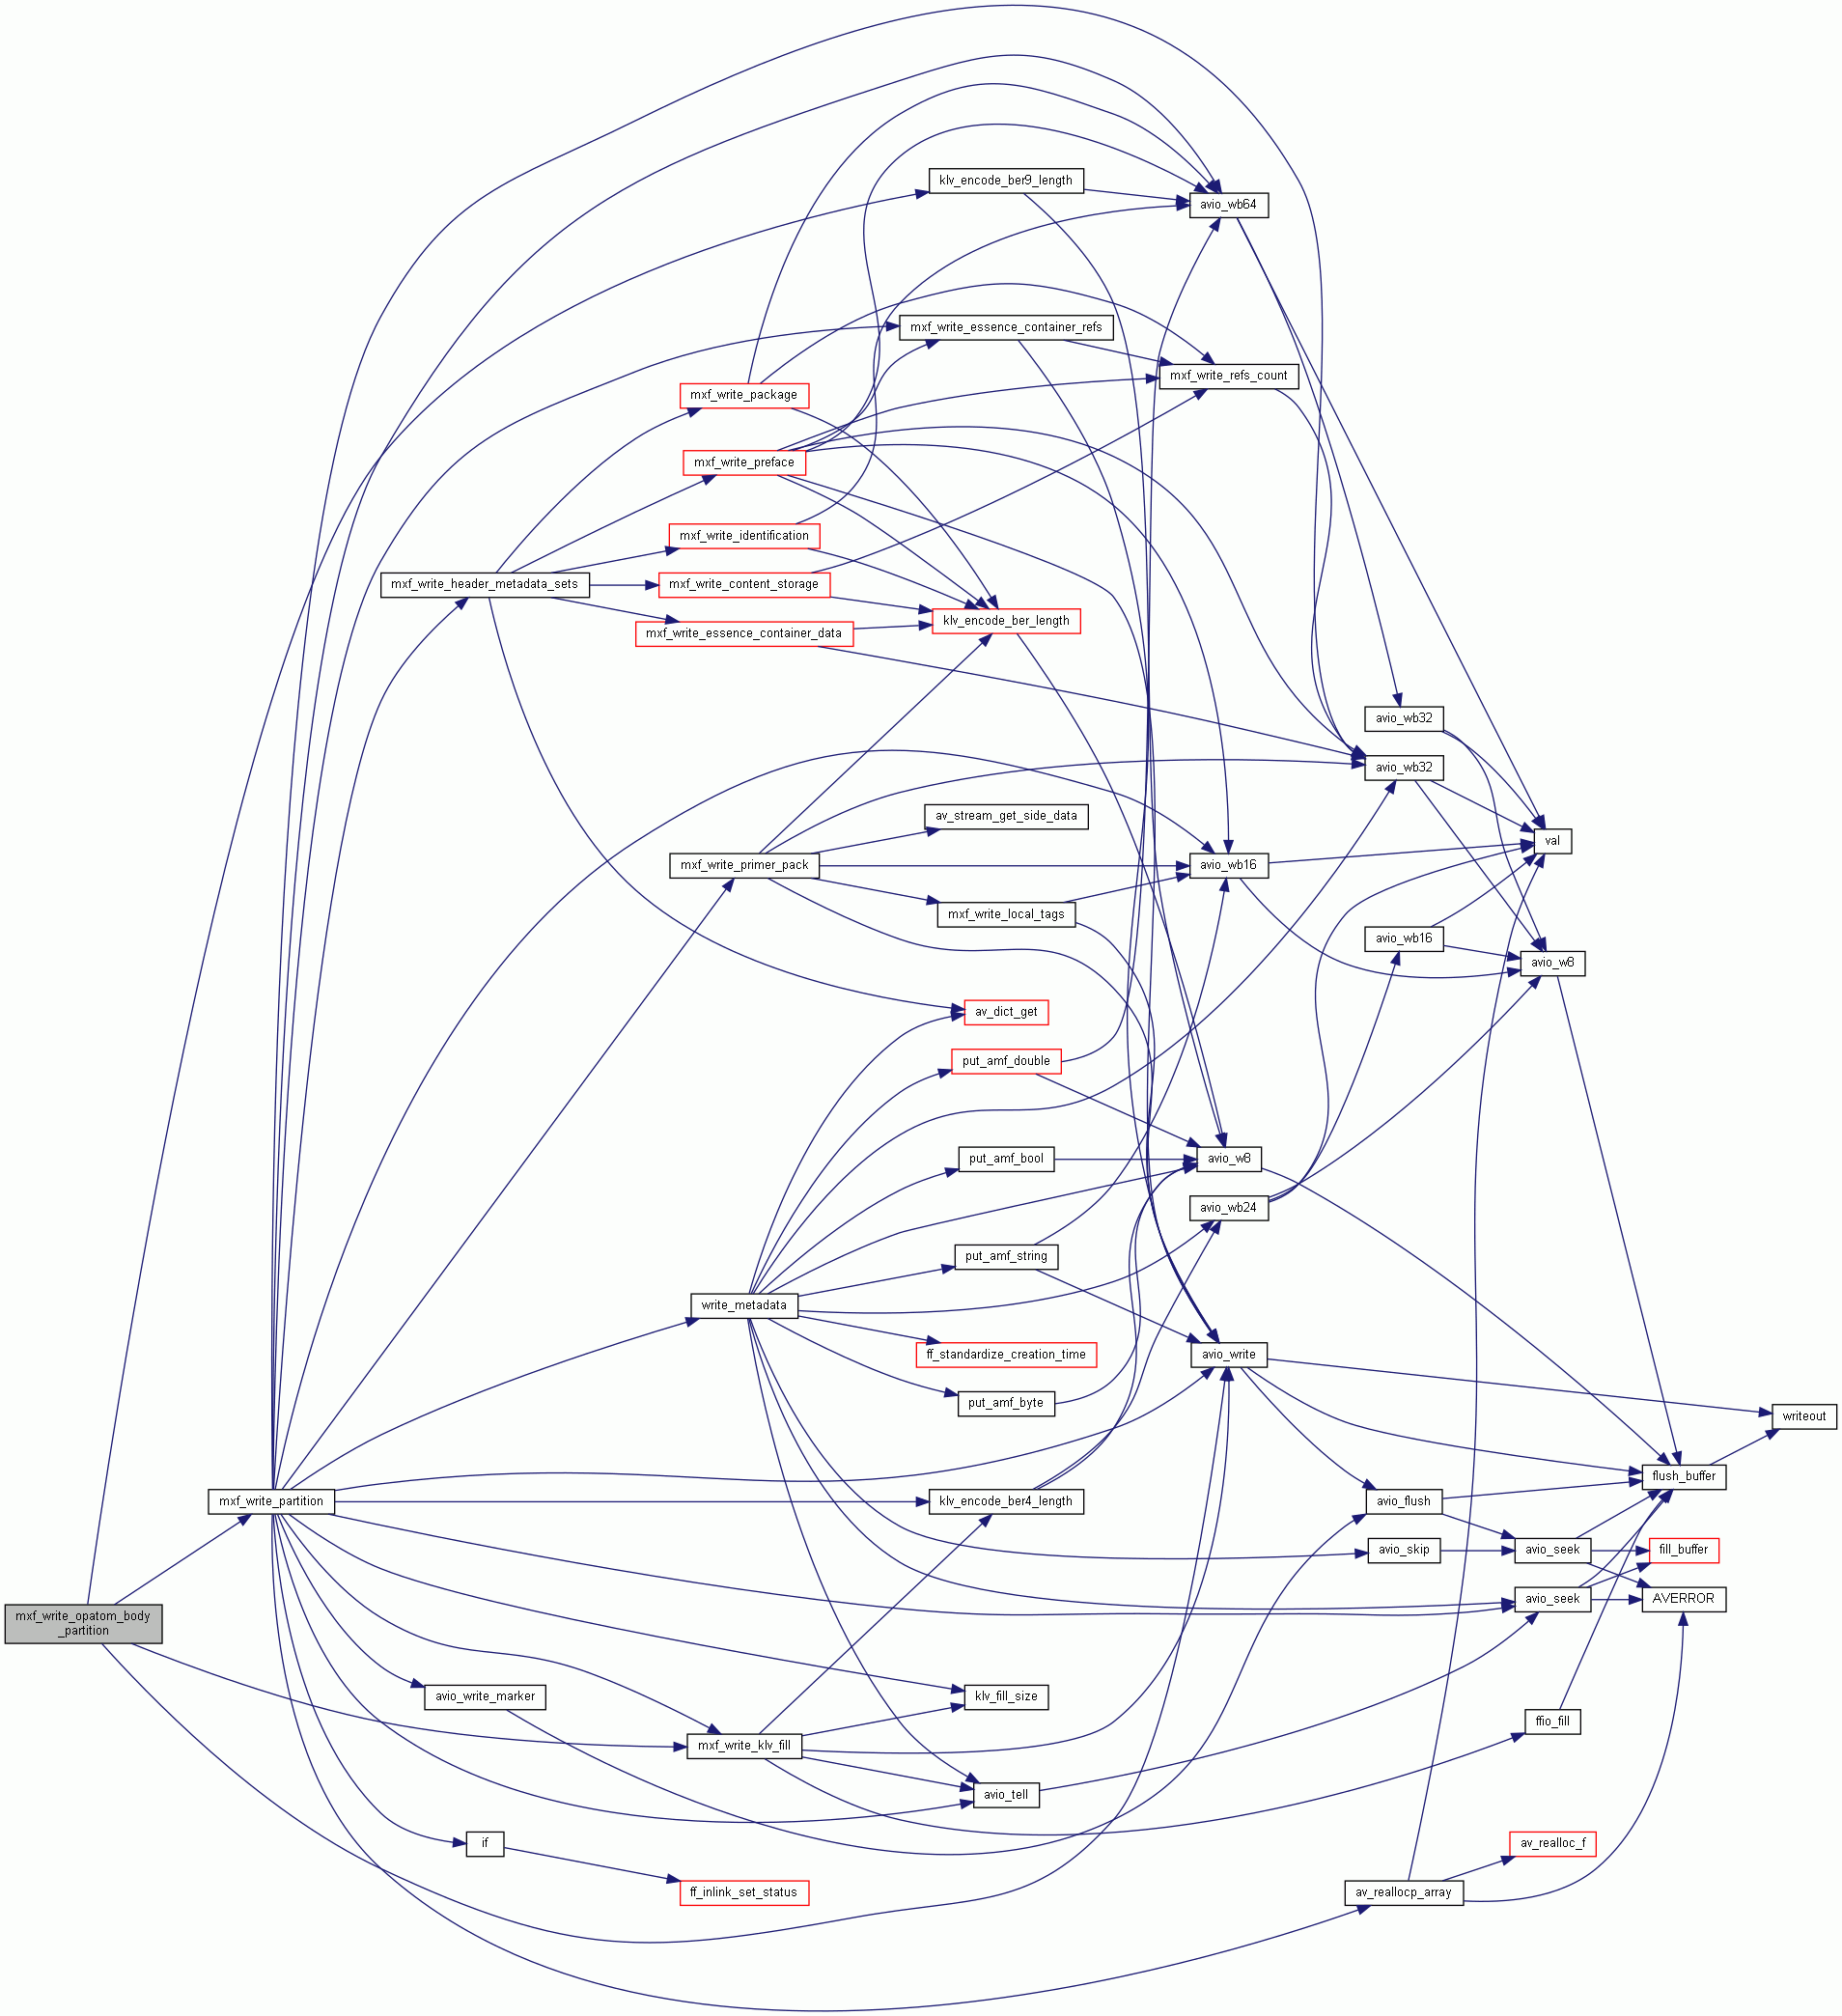 klv_encode_ber9_length
avio_wb64
mxf_write_essence_container_refs
mxf_write_refs_count
mxf_write_package
mxf_write_preface
mxf_write_identification
mxf_write_header_metadata_sets
mxf_write_content_storage
klv_encode_ber_length
mxf_write_essence_container_data
avio_wb32
avio_wb32
av_stream_get_side_data
val
mxf_write_primer_pack
avio_wb16
mxf_write_local_tags
avio_wb16
avio_w8
av_dict_get
put_amf_double
put_amf_bool
avio_w8
avio_wb24
put_amf_string
write_metadata
ff_standardize_creation_time
avio_write
put_amf_byte
writeout
flush_buffer
mxf_write_partition
klv_encode_ber4_length
avio_flush
avio_skip
avio_seek
fill_buffer
avio_seek
AVERROR
mxf_write_opatom_body
_partition
avio_write_marker
klv_fill_size
ffio_fill
mxf_write_klv_fill
avio_tell
if
av_realloc_f
ff_inlink_set_status
av_reallocp_array